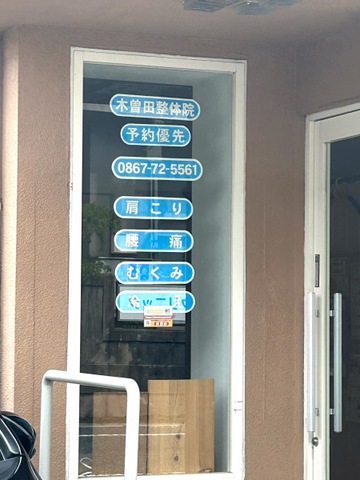 木曽田整体院
予約優先
0867-72-5561
肩こり
腰痛
むくみ